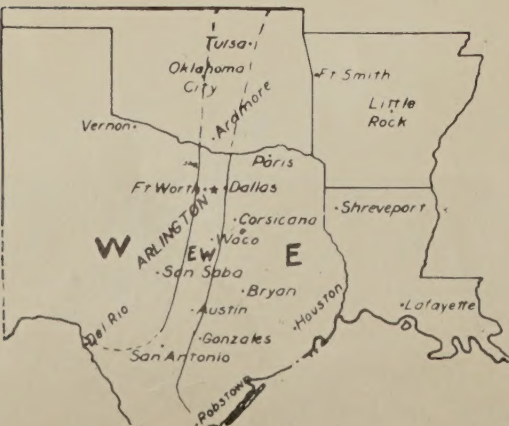 Tulsa
Oklahoma
City
Ft Smith
Little
Rock
Ardmore
Vernon
Paris
Ft Worth
Dallas
Shreveport
ARLINGTON
Corsicana
W
EW
Waco
E
San Saba
Bryan
Houston
Lafayette
Austin
Del Rio
Gonzales
San Antonio
Robstown